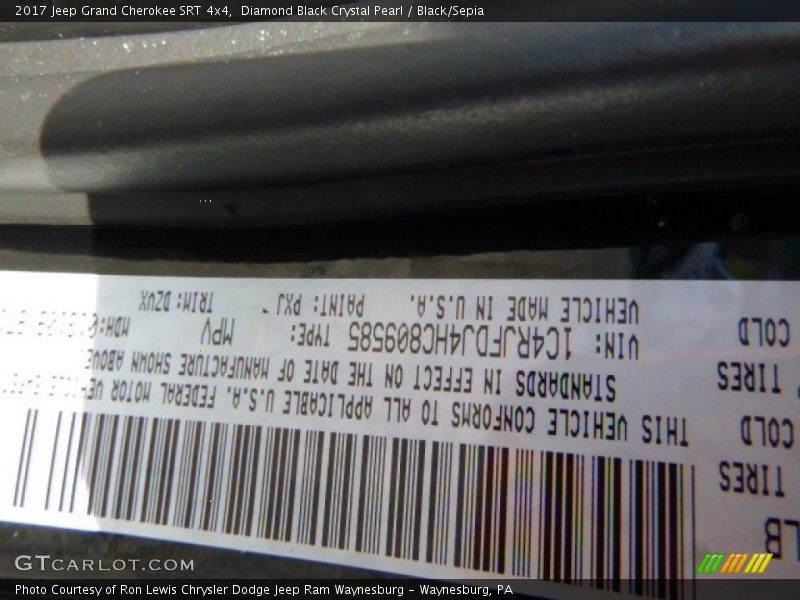 2017 Jeep Grand Cherokee SRT 4x4, Diamond Black Crystal Pearl / Black/Sepia
THIS VEHICLE CONFORMS TO ALL APPLICABLE U.S.A. FEDERAL MOTOR
STANDARDS IN EFFECT ON THE DATE OF MANUFACTURE SHOWN ABOVE
VIN: 1C4RJFDJ4HC809585 TYPE: MPV MDH:
VEHICLE MADE IN U.S.A. PAINT: PXJ TRIM: DZVX
LB
TIRES
COLD
TIRES
COLD
GTCARLOT.COM
Photo Courtesy of Ron Lewis Chrysler Dodge Jeep Ram Waynesburg - Waynesburg, PA